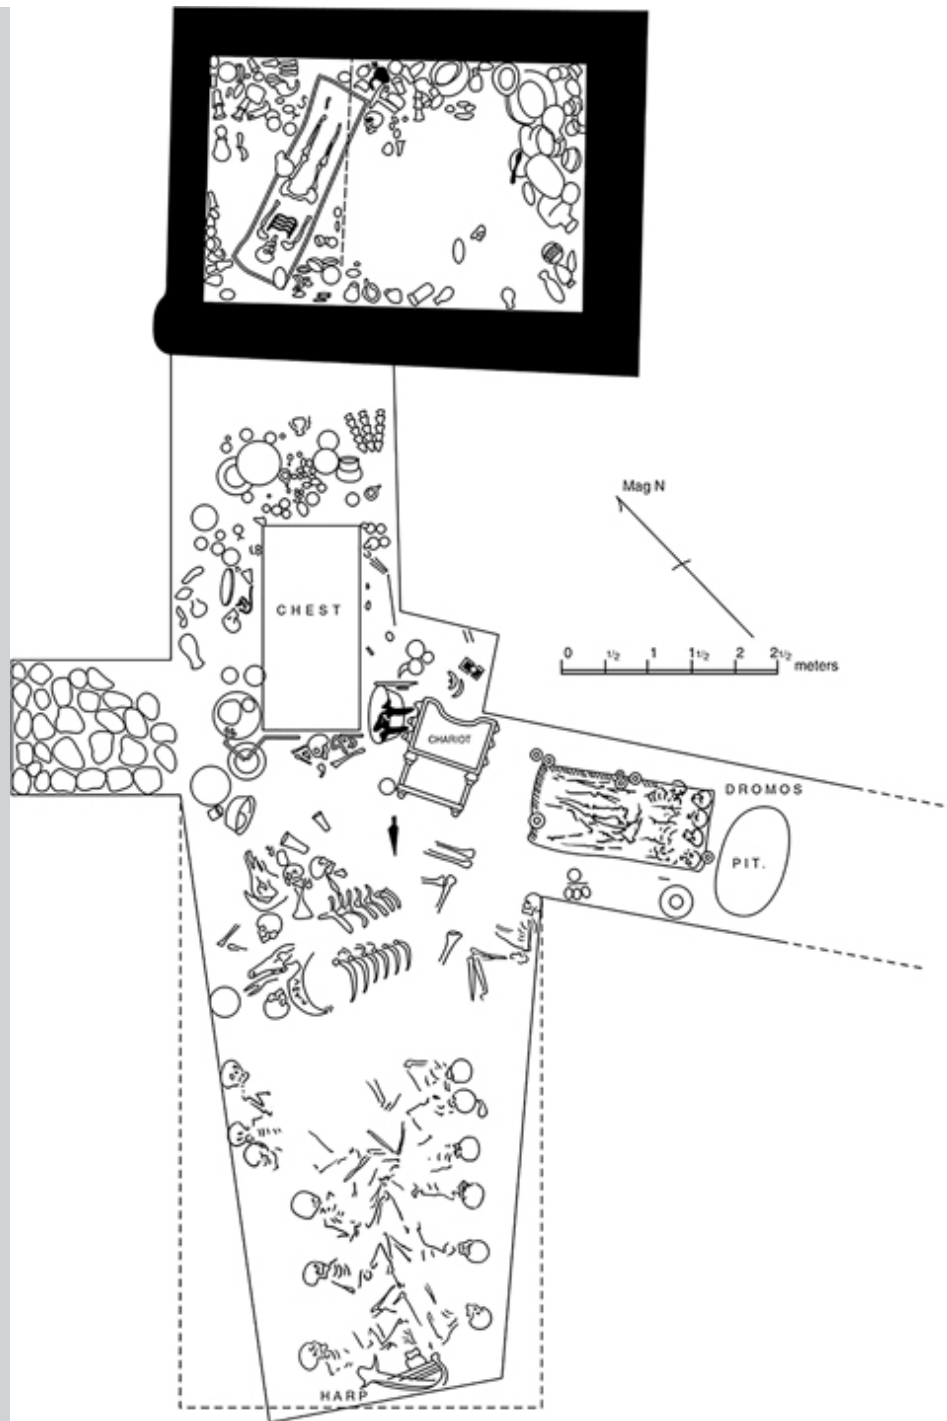 Mag N
0 1/2 1 1 1/2 2 2 1/2 meters
CHEST
CHARIOT
DROMOS
PIT.
HARP